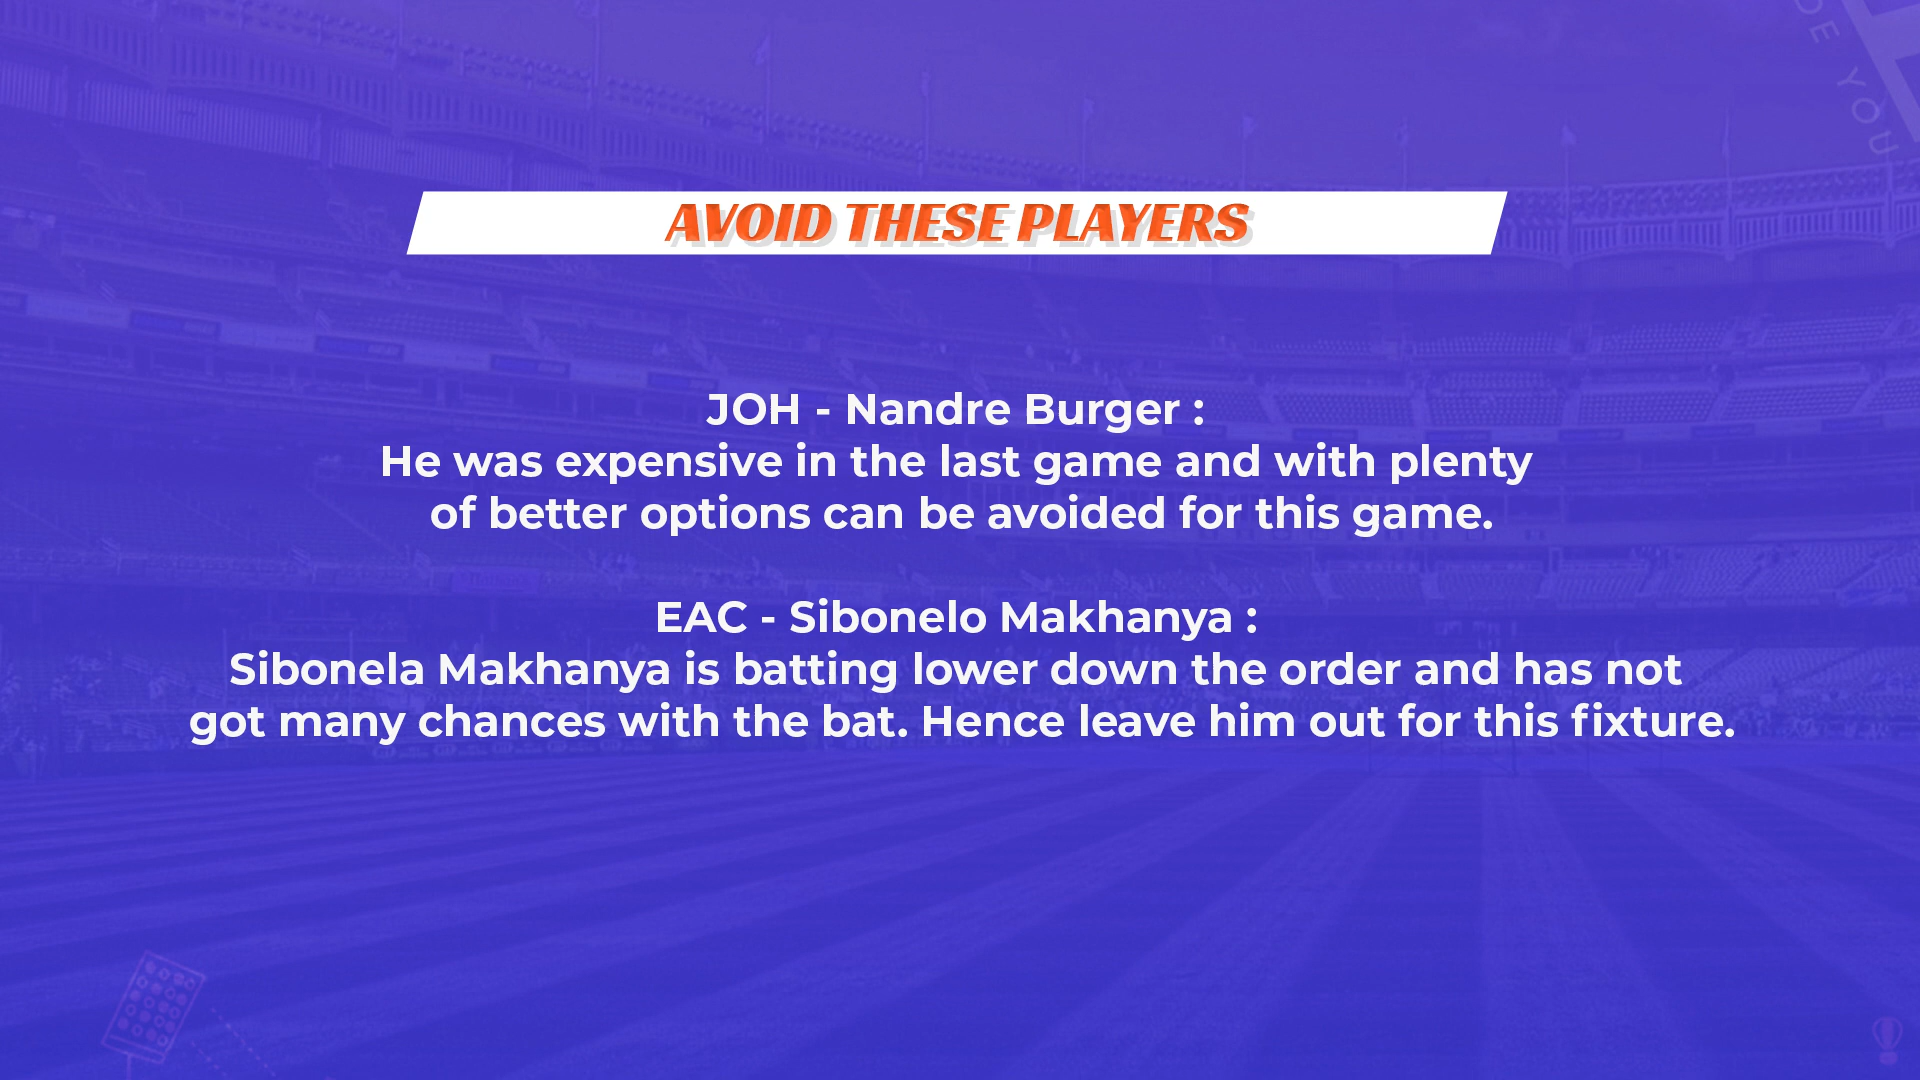 DE YOU
AVOID THESE PLAYERS
JOH - Nandre Burger :
He was expensive in the last game and with plenty
of better options can be avoided for this game.
EAC - Sibonelo Makhanya :
Sibonela Makhanya is batting lower down the order and has not
got many chances with the bat. Hence leave him out for this fixture.